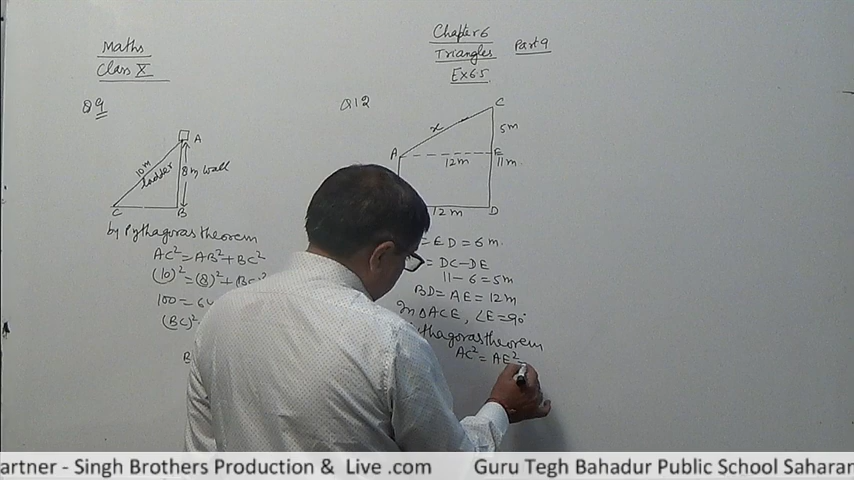 Maths
Class X
Chapter 6
Triangles
Part 9
Ex 6.5
Q 9
A
10m
ladder
8m wall
C
B
by Pythagoras theorem
AC² = AB² + BC²
(10)² = (8)² + BC²
100 = 64
(BC)²
B
Q12
C
x
5m
A
E
12m
11m
12 m
D
= ED = 6 m.
= DC - DE
11 - 6 = 5m
BD = AE = 12m
In △ACE, ∠E = 90°
ythagoras theorem
AC² = AE²
artner - Singh Brothers Production & Live .com
Guru Tegh Bahadur Public School Saharan